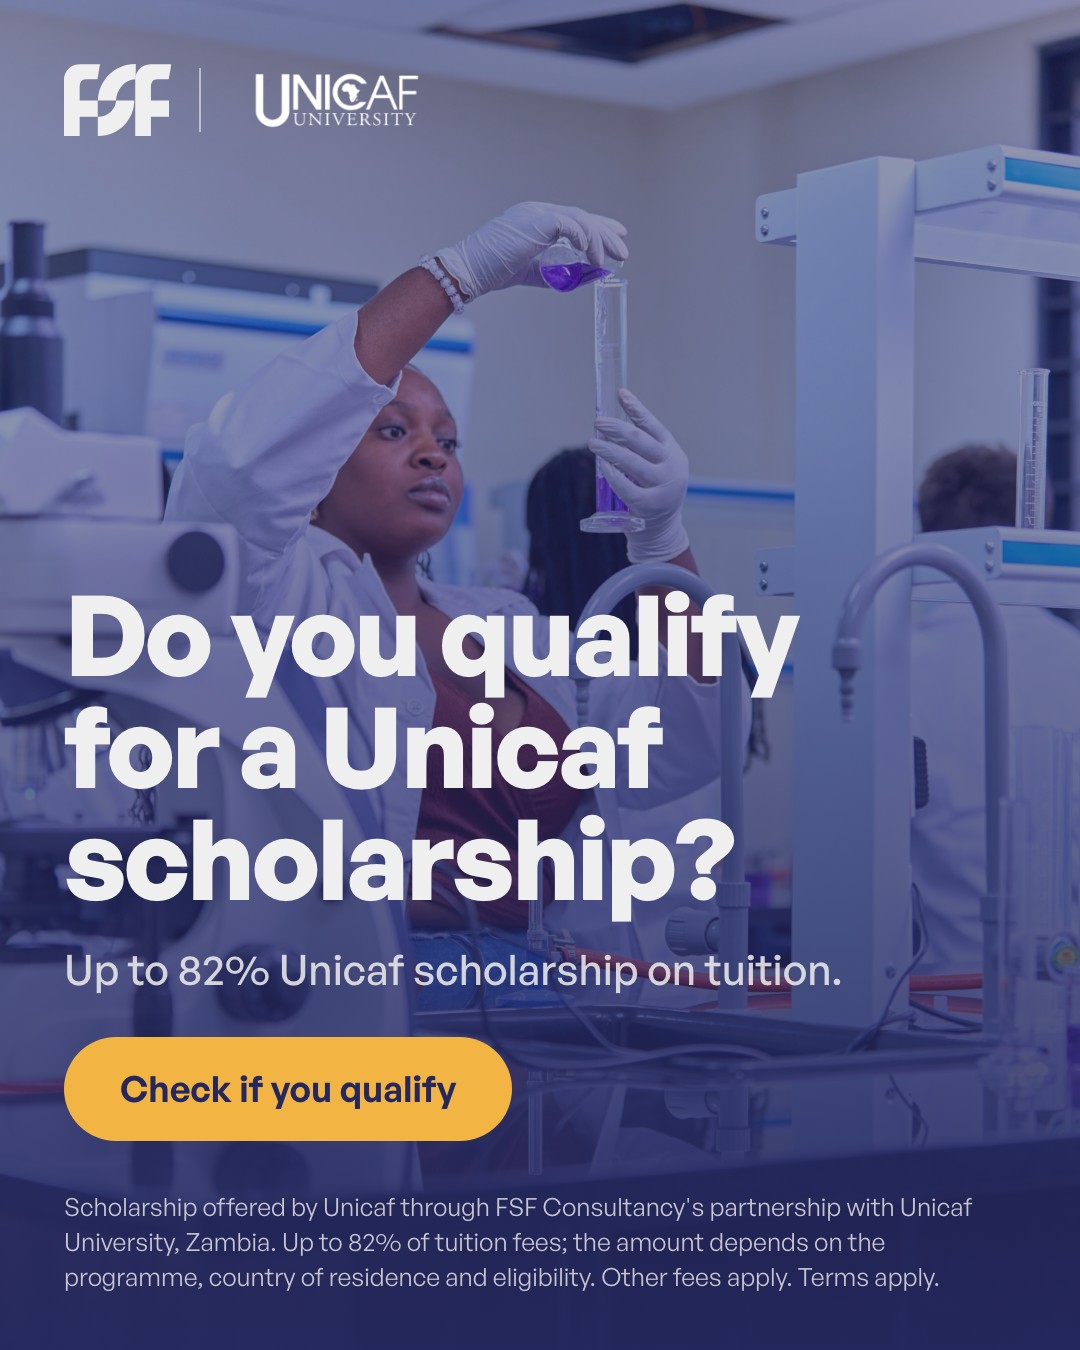 FSF
UNICAF
UNIVERSITY
Do you qualify
for a Unicaf
scholarship?
Up to 82% Unicaf scholarship on tuition.
Check if you qualify
Scholarship offered by Unicaf through FSF Consultancy's partnership with Unicaf
University, Zambia. Up to 82% of tuition fees; the amount depends on the
programme, country of residence and eligibility. Other fees apply. Terms apply.